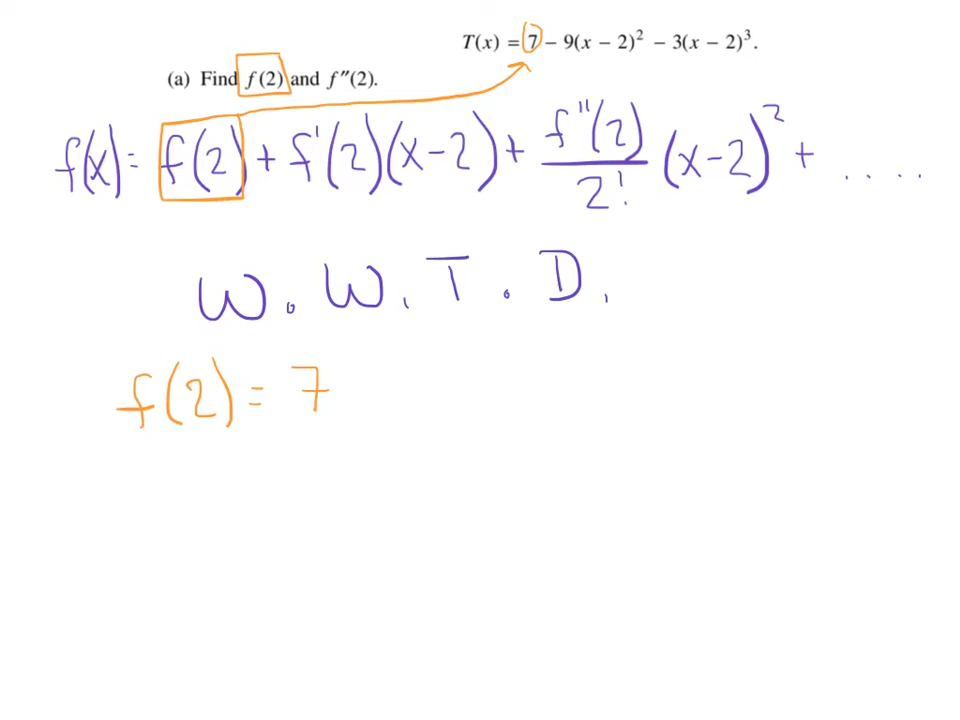 T(x) = 7 − 9(x − 2)² − 3(x − 2)³.
(a) Find f(2) and f″(2).
f(x) = f(2) + f'(2)(x-2) + f''(2)/2! (x-2)² + ....
W. W. T. D.
f(2) = 7